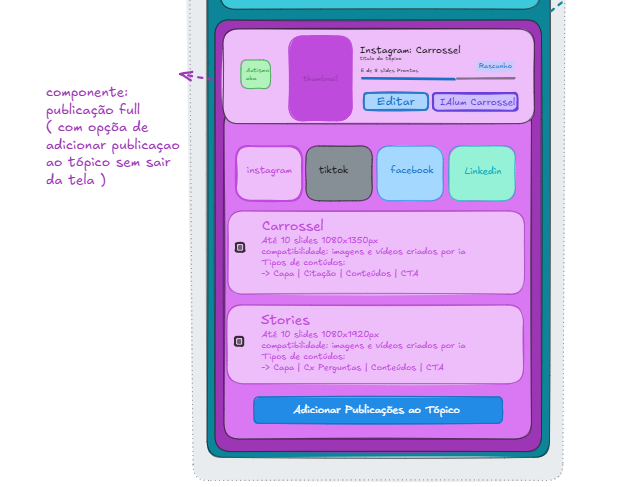 componente:
publicação full
( com opção de
adicionar publicaçao
ao tópico sem sair
da tela )
Autismo
abo
thumbnail
Instagram: Carrossel
título do tópico
6 de 8 slides Prontos
Rascunho
Editar
IAlum Carrossel
instagram
tiktok
facebook
Linkedin
Carrossel
Até 10 slides 1080x1350px
compatibilidade: imagens e vídeos criados por ia
Tipos de contúdos:
-> Capa | Citação | Conteúdos | CTA
Stories
Até 10 slides 1080x1920px
compatibilidade: imagens e vídeos criados por ia
Tipos de contúdos:
-> Capa | Cx Perguntas | Conteúdos | CTA
Adicionar Publicações ao Tópico